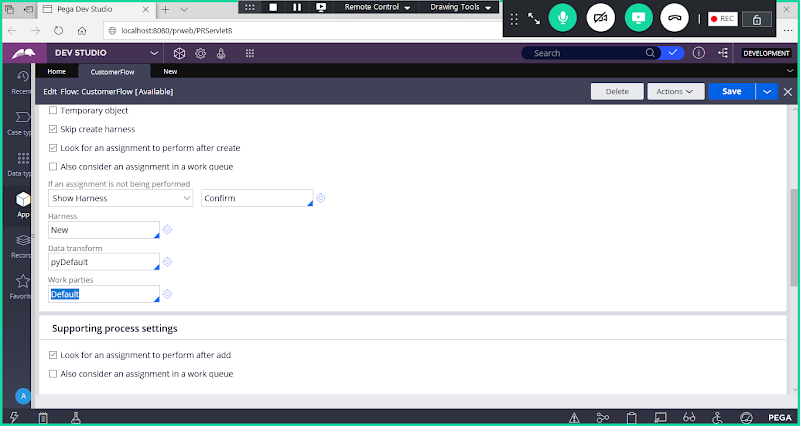 Pega Dev Studio
Remote Control
Drawing Tools
REC
localhost:8080/prweb/PRServlet8
DEV STUDIO
Search
DEVELOPMENT
Home
CustomerFlow
New
Recent
Edit Flow: CustomerFlow [Available]
Delete
Actions
Save
Temporary object
Case typ
Skip create harness
Look for an assignment to perform after create
Data typ
Also consider an assignment in a work queue
If an assignment is not being performed
Show Harness
Confirm
App
Harness
New
Data transform
Record
pyDefault
Work parties
Default
Favorite
Supporting process settings
Look for an assignment to perform after add
Also consider an assignment in a work queue
A
PEGA